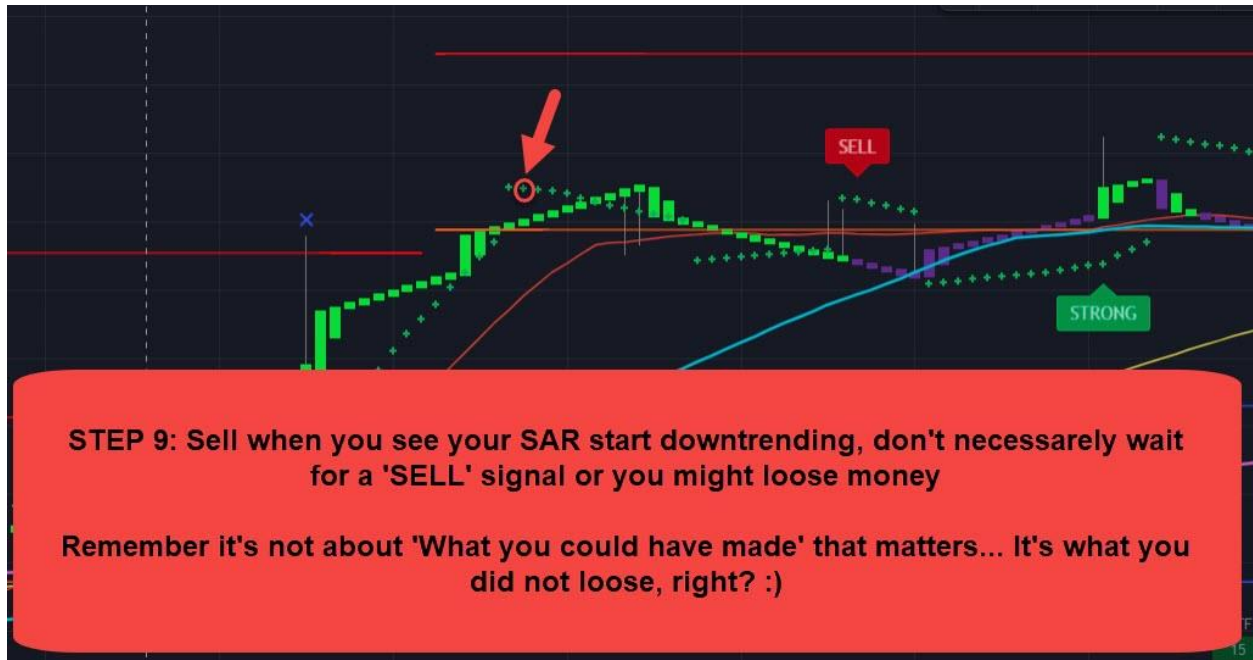 SELL
STRONG
STEP 9: Sell when you see your SAR start downtrending, don't necessarely wait
for a 'SELL' signal or you might loose money
Remember it's not about 'What you could have made' that matters... It's what you
did not loose, right? :)
15